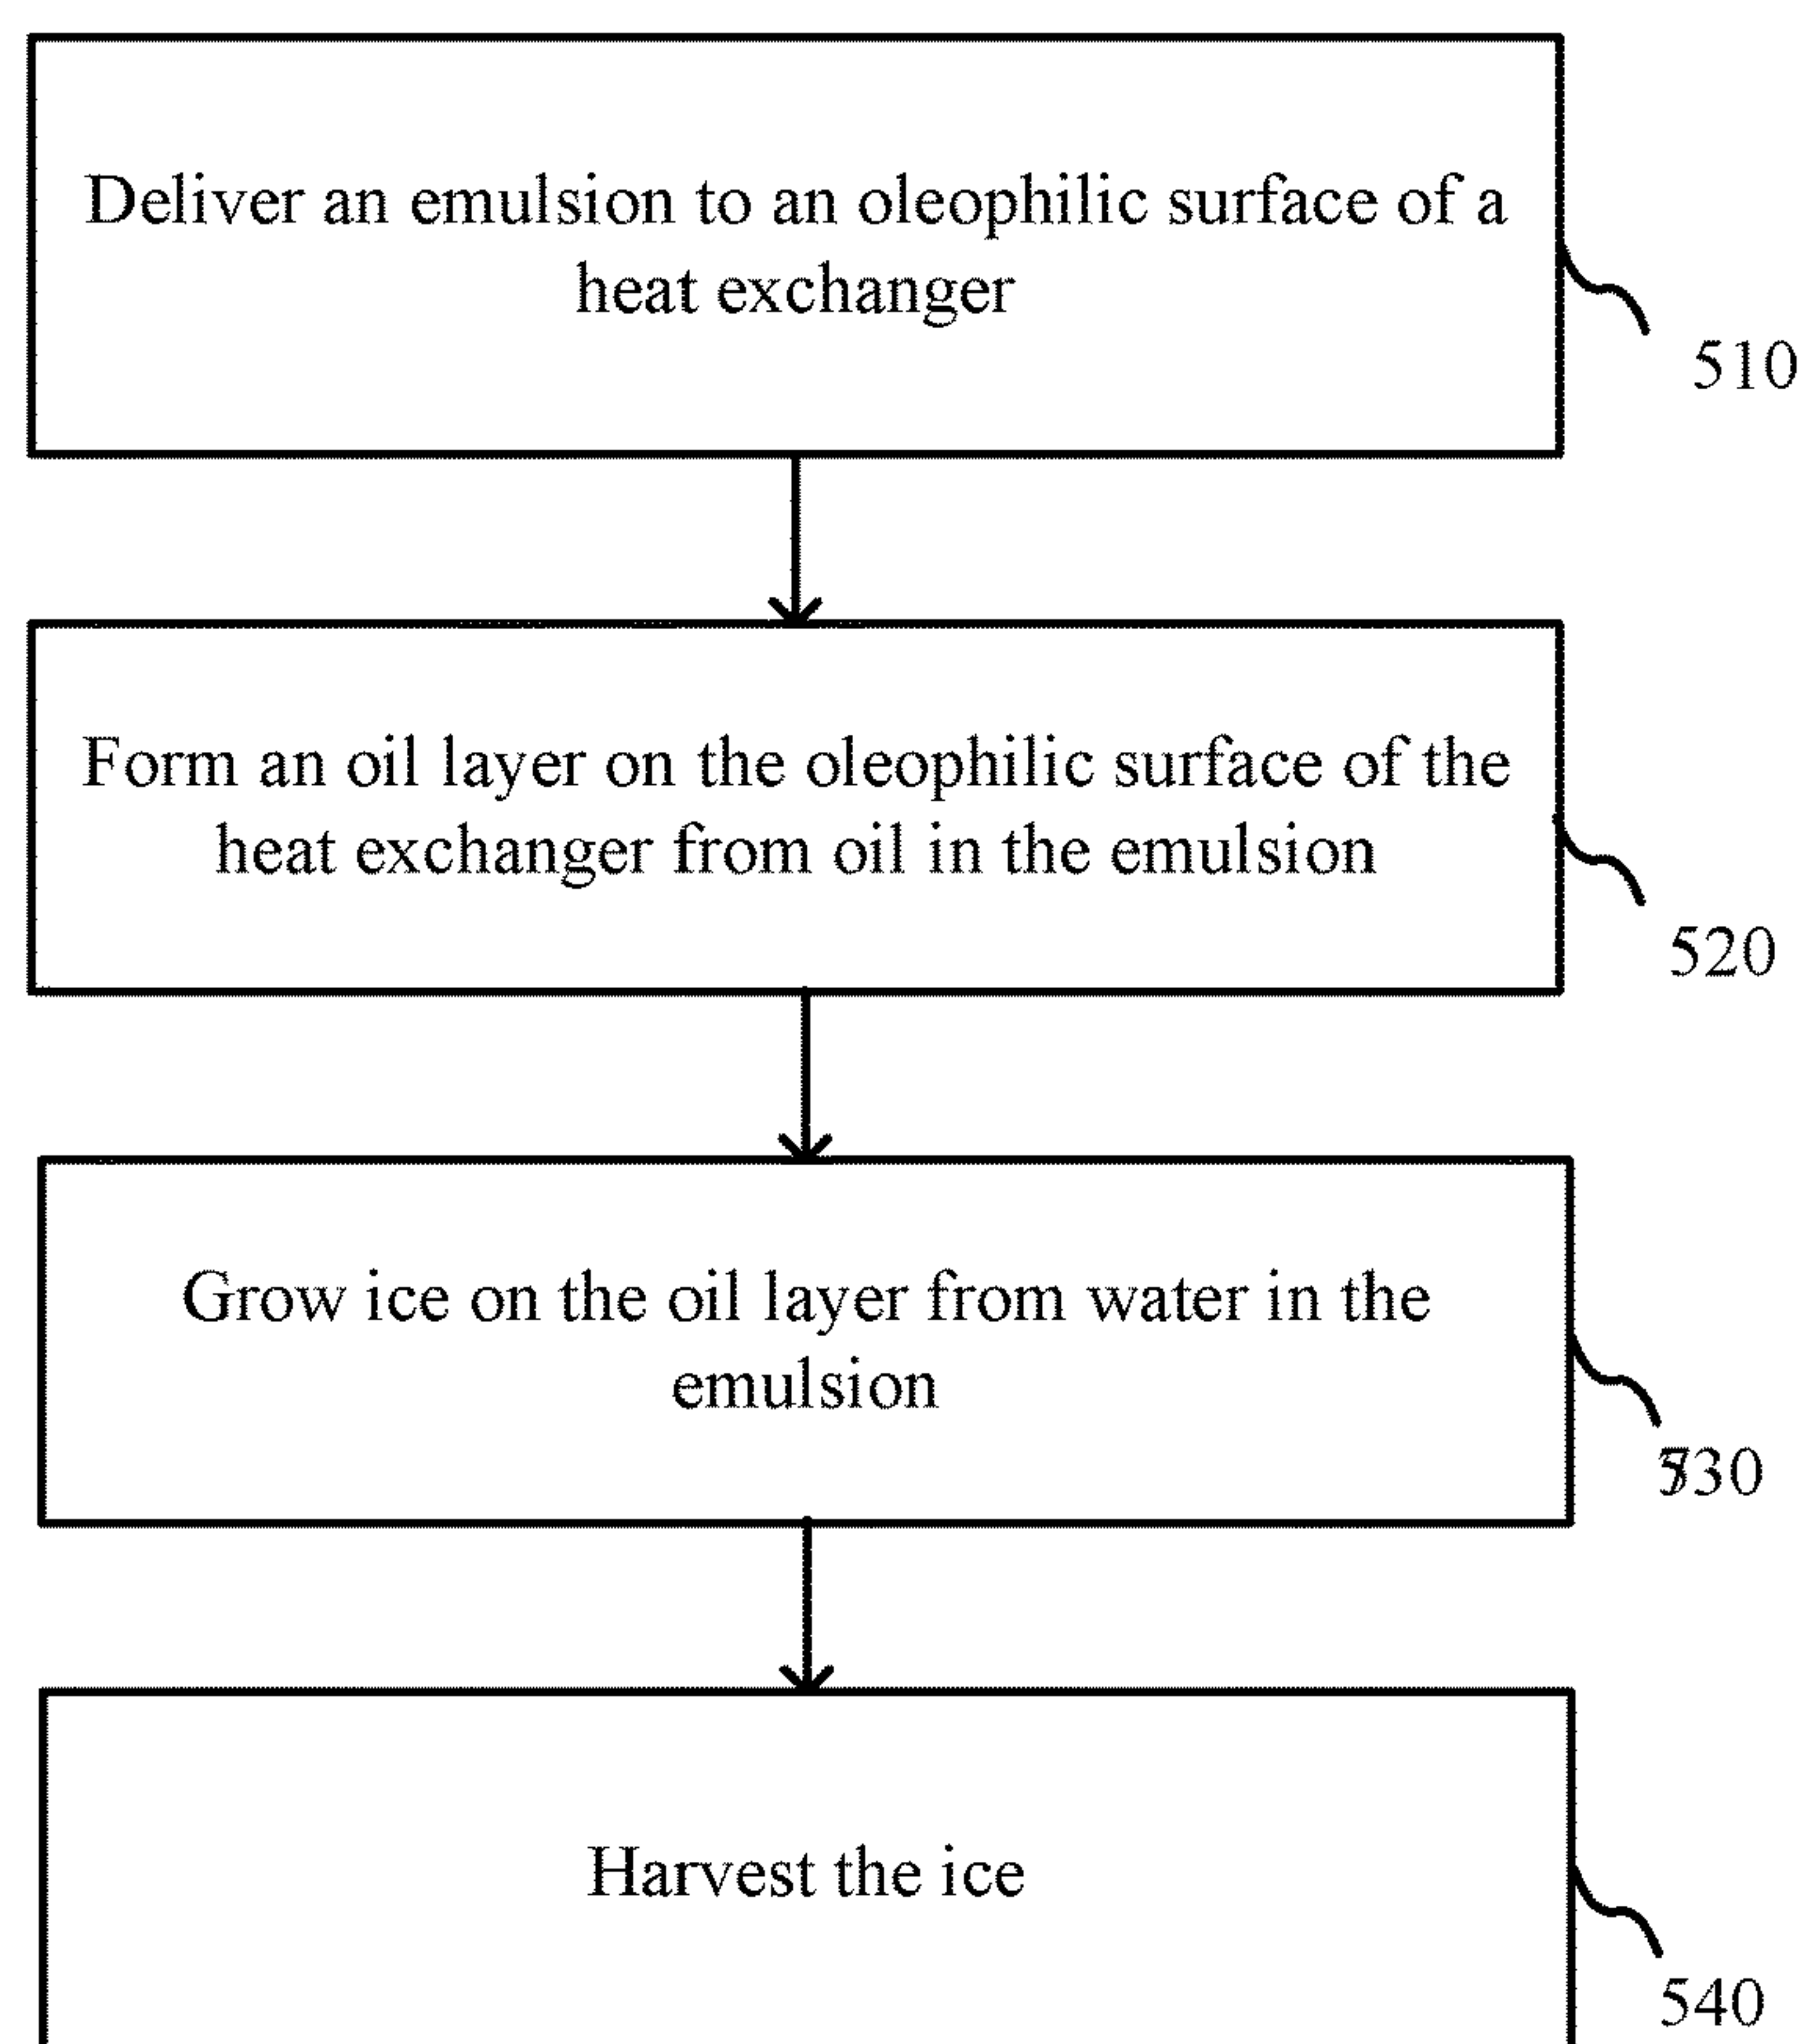 Deliver an emulsion to an oleophilic surface of a
heat exchanger
510
Form an oil layer on the oleophilic surface of the
heat exchanger from oil in the emulsion
520
Grow ice on the oil layer from water in the
emulsion
Harvest the ice
540